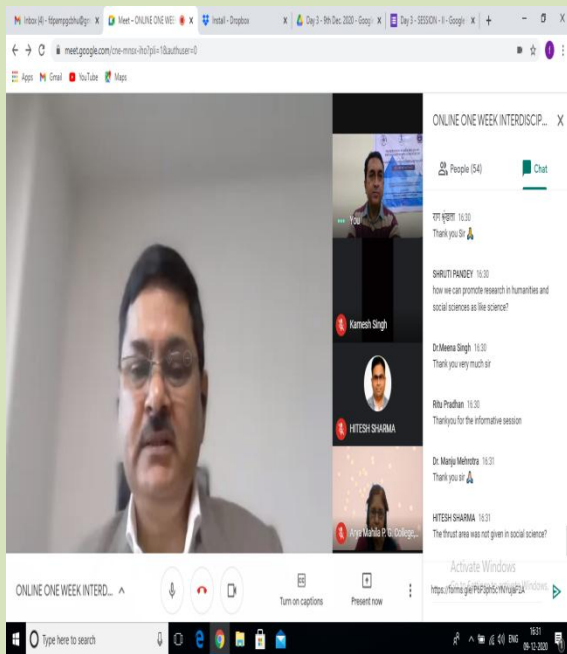 Inbox (4) - fdpampgcbhu@gm
Meet – ONLINE ONE WEE
Install - Dropbox
Day 3 - 9th Dec. 2020 - Googl
Day 3 - SESSION - II - Google
meet.google.com/cne-mnsx-iho?pli=1&authuser=0
Apps Gmail YouTube Maps
ONLINE ONE WEEK INTERDISCIP...
People (54) Chat
16:30
Thank you Sir 🙏
SHRUTI PANDEY 16:30
how we can promote research in humanities and
social sciences as like science?
Dr.Meena Singh 16:30
Thank you very much sir
Ritu Pradhan 16:30
Thankyou for the informative session
Dr. Manju Mehrotra 16:31
Thank you sir 🙏
HITESH SHARMA 16:31
The thrust area was not given in social science?
You
Kamesh Singh
HITESH SHARMA
Arya Mahila P. G. College,...
Activate Windows
ONLINE ONE WEEK INTERD...
Turn on captions
Present now
Type here to search
ENG
16:31
09-12-2020